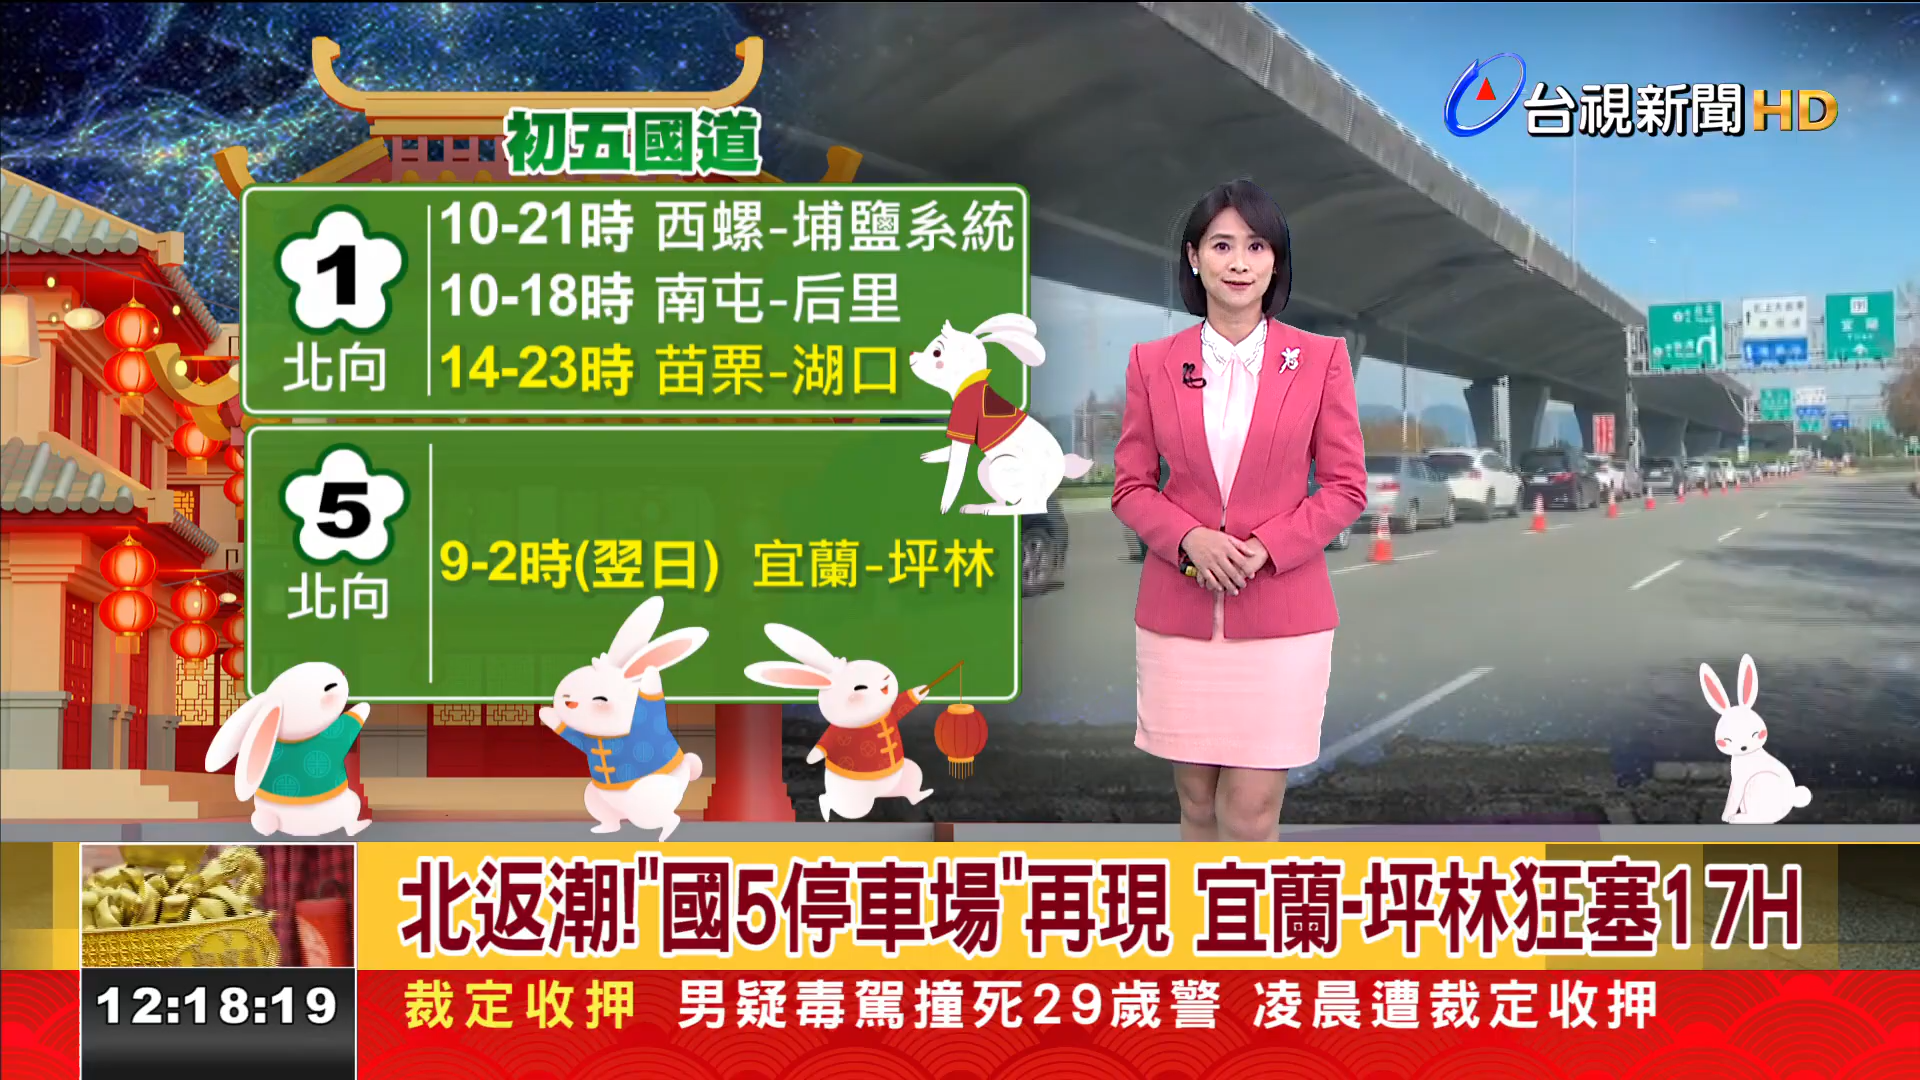 台視新聞HD
初五國道
1
北向
10-21時 西螺-埔鹽系統
10-18時 南屯-后里
14-23時 苗栗-湖口
5
北向
9-2時(翌日) 宜蘭-坪林
北返潮!"國5停車場"再現 宜蘭-坪林狂塞17H
12:18:19
裁定收押 男疑毒駕撞死29歲警 凌晨遭裁定收押